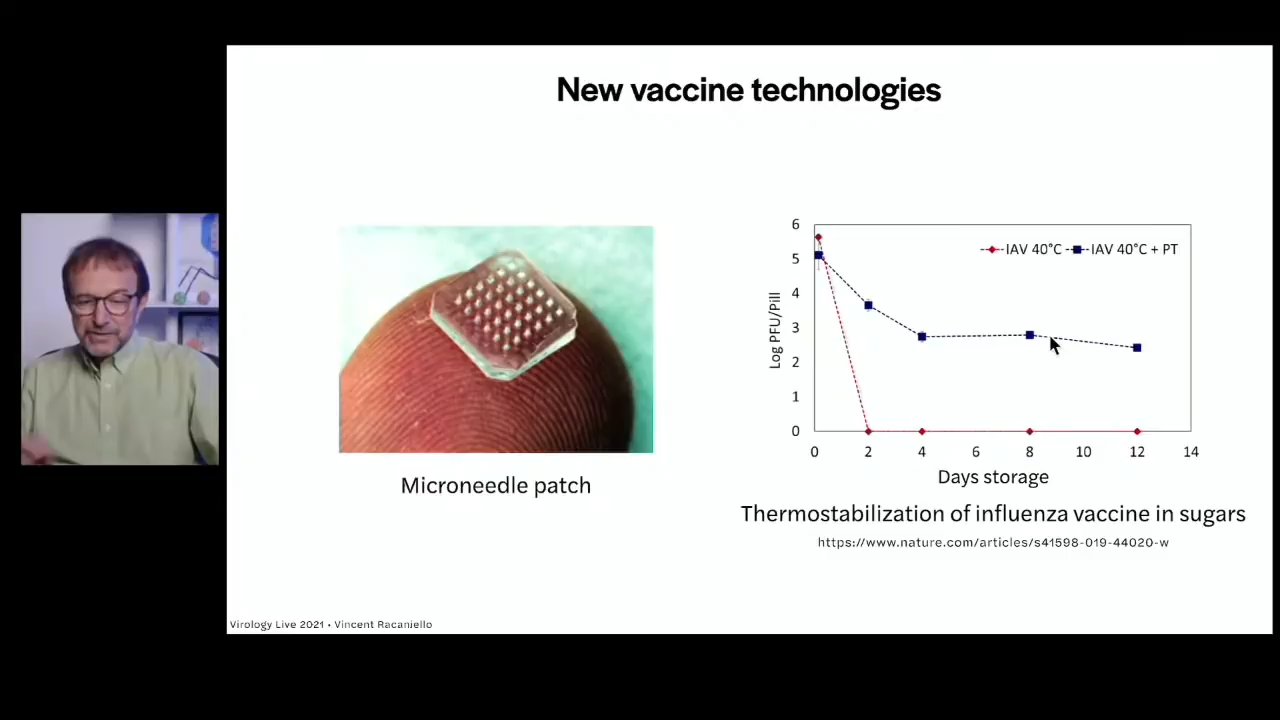 New vaccine technologies
Microneedle patch
6
5
4
3
2
1
0
Log PFU/Pill
IAV 40°C
IAV 40°C + PT
0 2 4 6 8 10 12 14
Days storage
Thermostabilization of influenza vaccine in sugars
https://www.nature.com/articles/s41598-019-44020-w
Virology Live 2021 • Vincent Racaniello